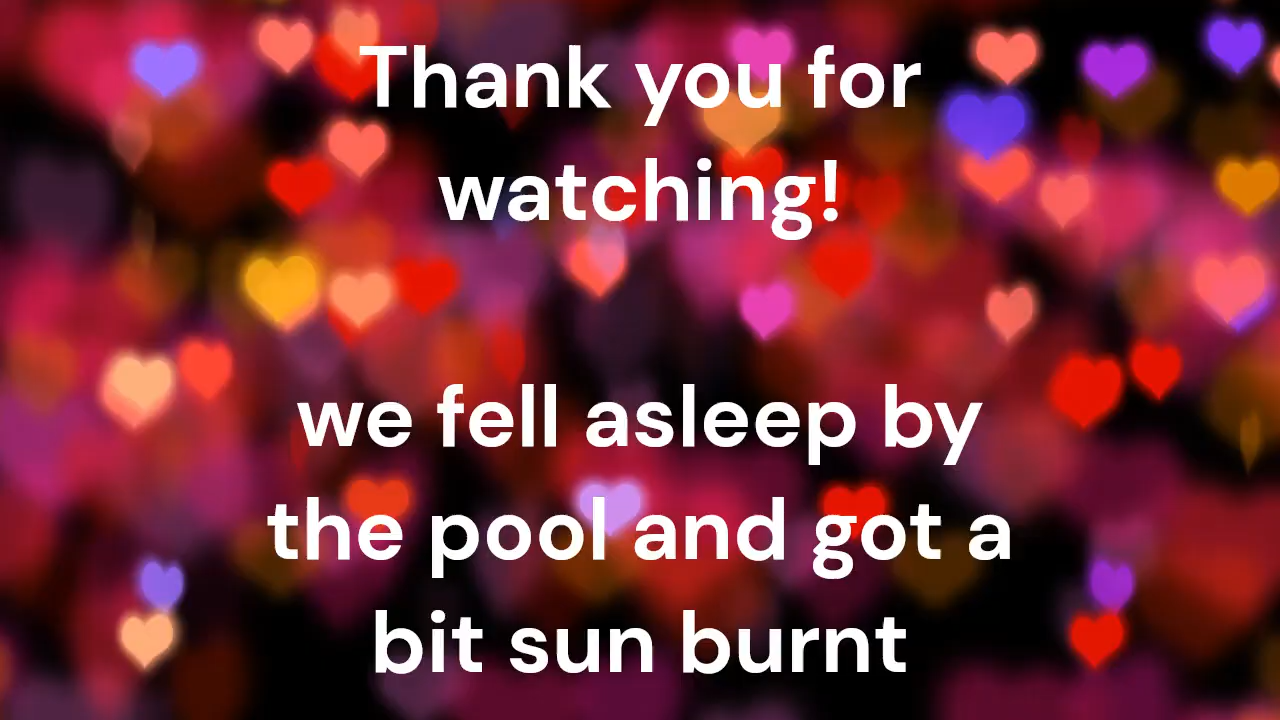 Thank you for
watching!
we fell asleep by
the pool and got a
bit sun burnt